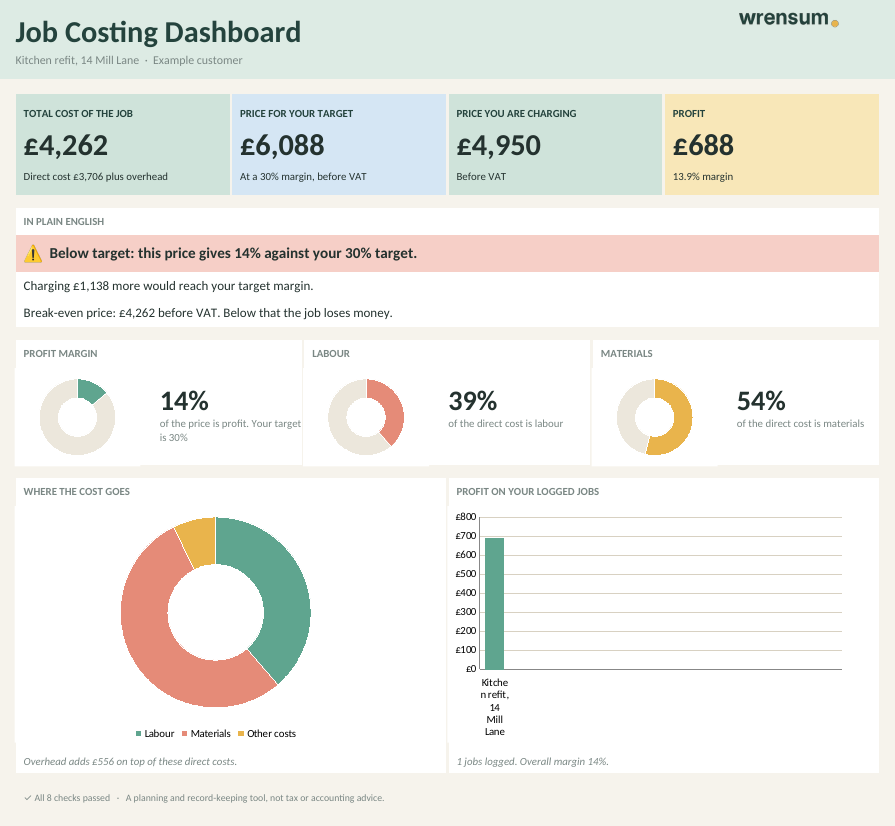 Job Costing Dashboard
wrensum
Kitchen refit, 14 Mill Lane · Example customer
TOTAL COST OF THE JOB
£4,262
Direct cost £3,706 plus overhead
PRICE FOR YOUR TARGET
£6,088
At a 30% margin, before VAT
PRICE YOU ARE CHARGING
£4,950
Before VAT
PROFIT
£688
13.9% margin
IN PLAIN ENGLISH
⚠️ Below target: this price gives 14% against your 30% target.
Charging £1,138 more would reach your target margin.
Break-even price: £4,262 before VAT. Below that the job loses money.
PROFIT MARGIN
14%
of the price is profit. Your target
is 30%
LABOUR
39%
of the direct cost is labour
MATERIALS
54%
of the direct cost is materials
WHERE THE COST GOES
Labour Materials Other costs
Overhead adds £556 on top of these direct costs.
PROFIT ON YOUR LOGGED JOBS
£800
£700
£600
£500
£400
£300
£200
£100
£0
Kitche
n refit,
14
Mill
Lane
1 jobs logged. Overall margin 14%.
✓ All 8 checks passed · A planning and record-keeping tool, not tax or accounting advice.